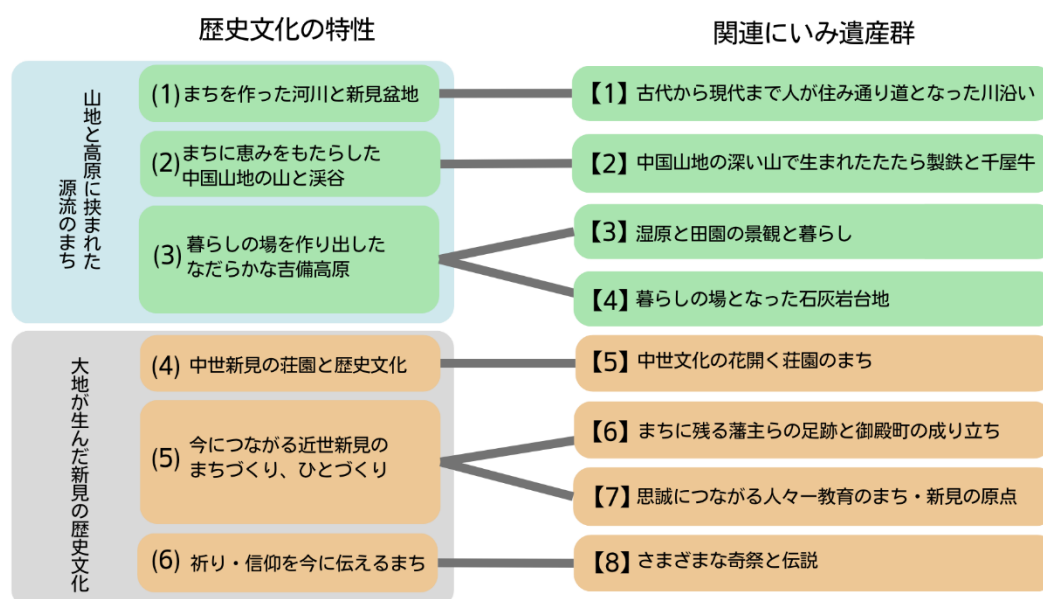 歴史文化の特性
関連にいみ遺産群
山地と高原に挟まれた
源流のまち
(1) まちを作った河川と新見盆地
【1】古代から現代まで人が住み通り道となった川沿い
(2) まちに恵みをもたらした
中国山地の山と渓谷
【2】中国山地の深い山で生まれたたたら製鉄と千屋牛
(3) 暮らしの場を作り出した
なだらかな吉備高原
【3】湿原と田園の景観と暮らし
【4】暮らしの場となった石灰岩台地
大地が生んだ新見の歴史文化
(4) 中世新見の荘園と歴史文化
【5】中世文化の花開く荘園のまち
(5) 今につながる近世新見の
まちづくり、ひとづくり
【6】まちに残る藩主らの足跡と御殿町の成り立ち
【7】思誠につながる人々ー教育のまち・新見の原点
(6) 祈り・信仰を今に伝えるまち
【8】さまざまな奇祭と伝説